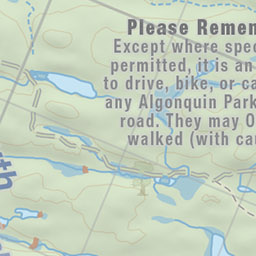 Please Remem
Except where spec
permitted, it is an
to drive, bike, or ca
any Algonquin Park
road. They may O
walked (with cau